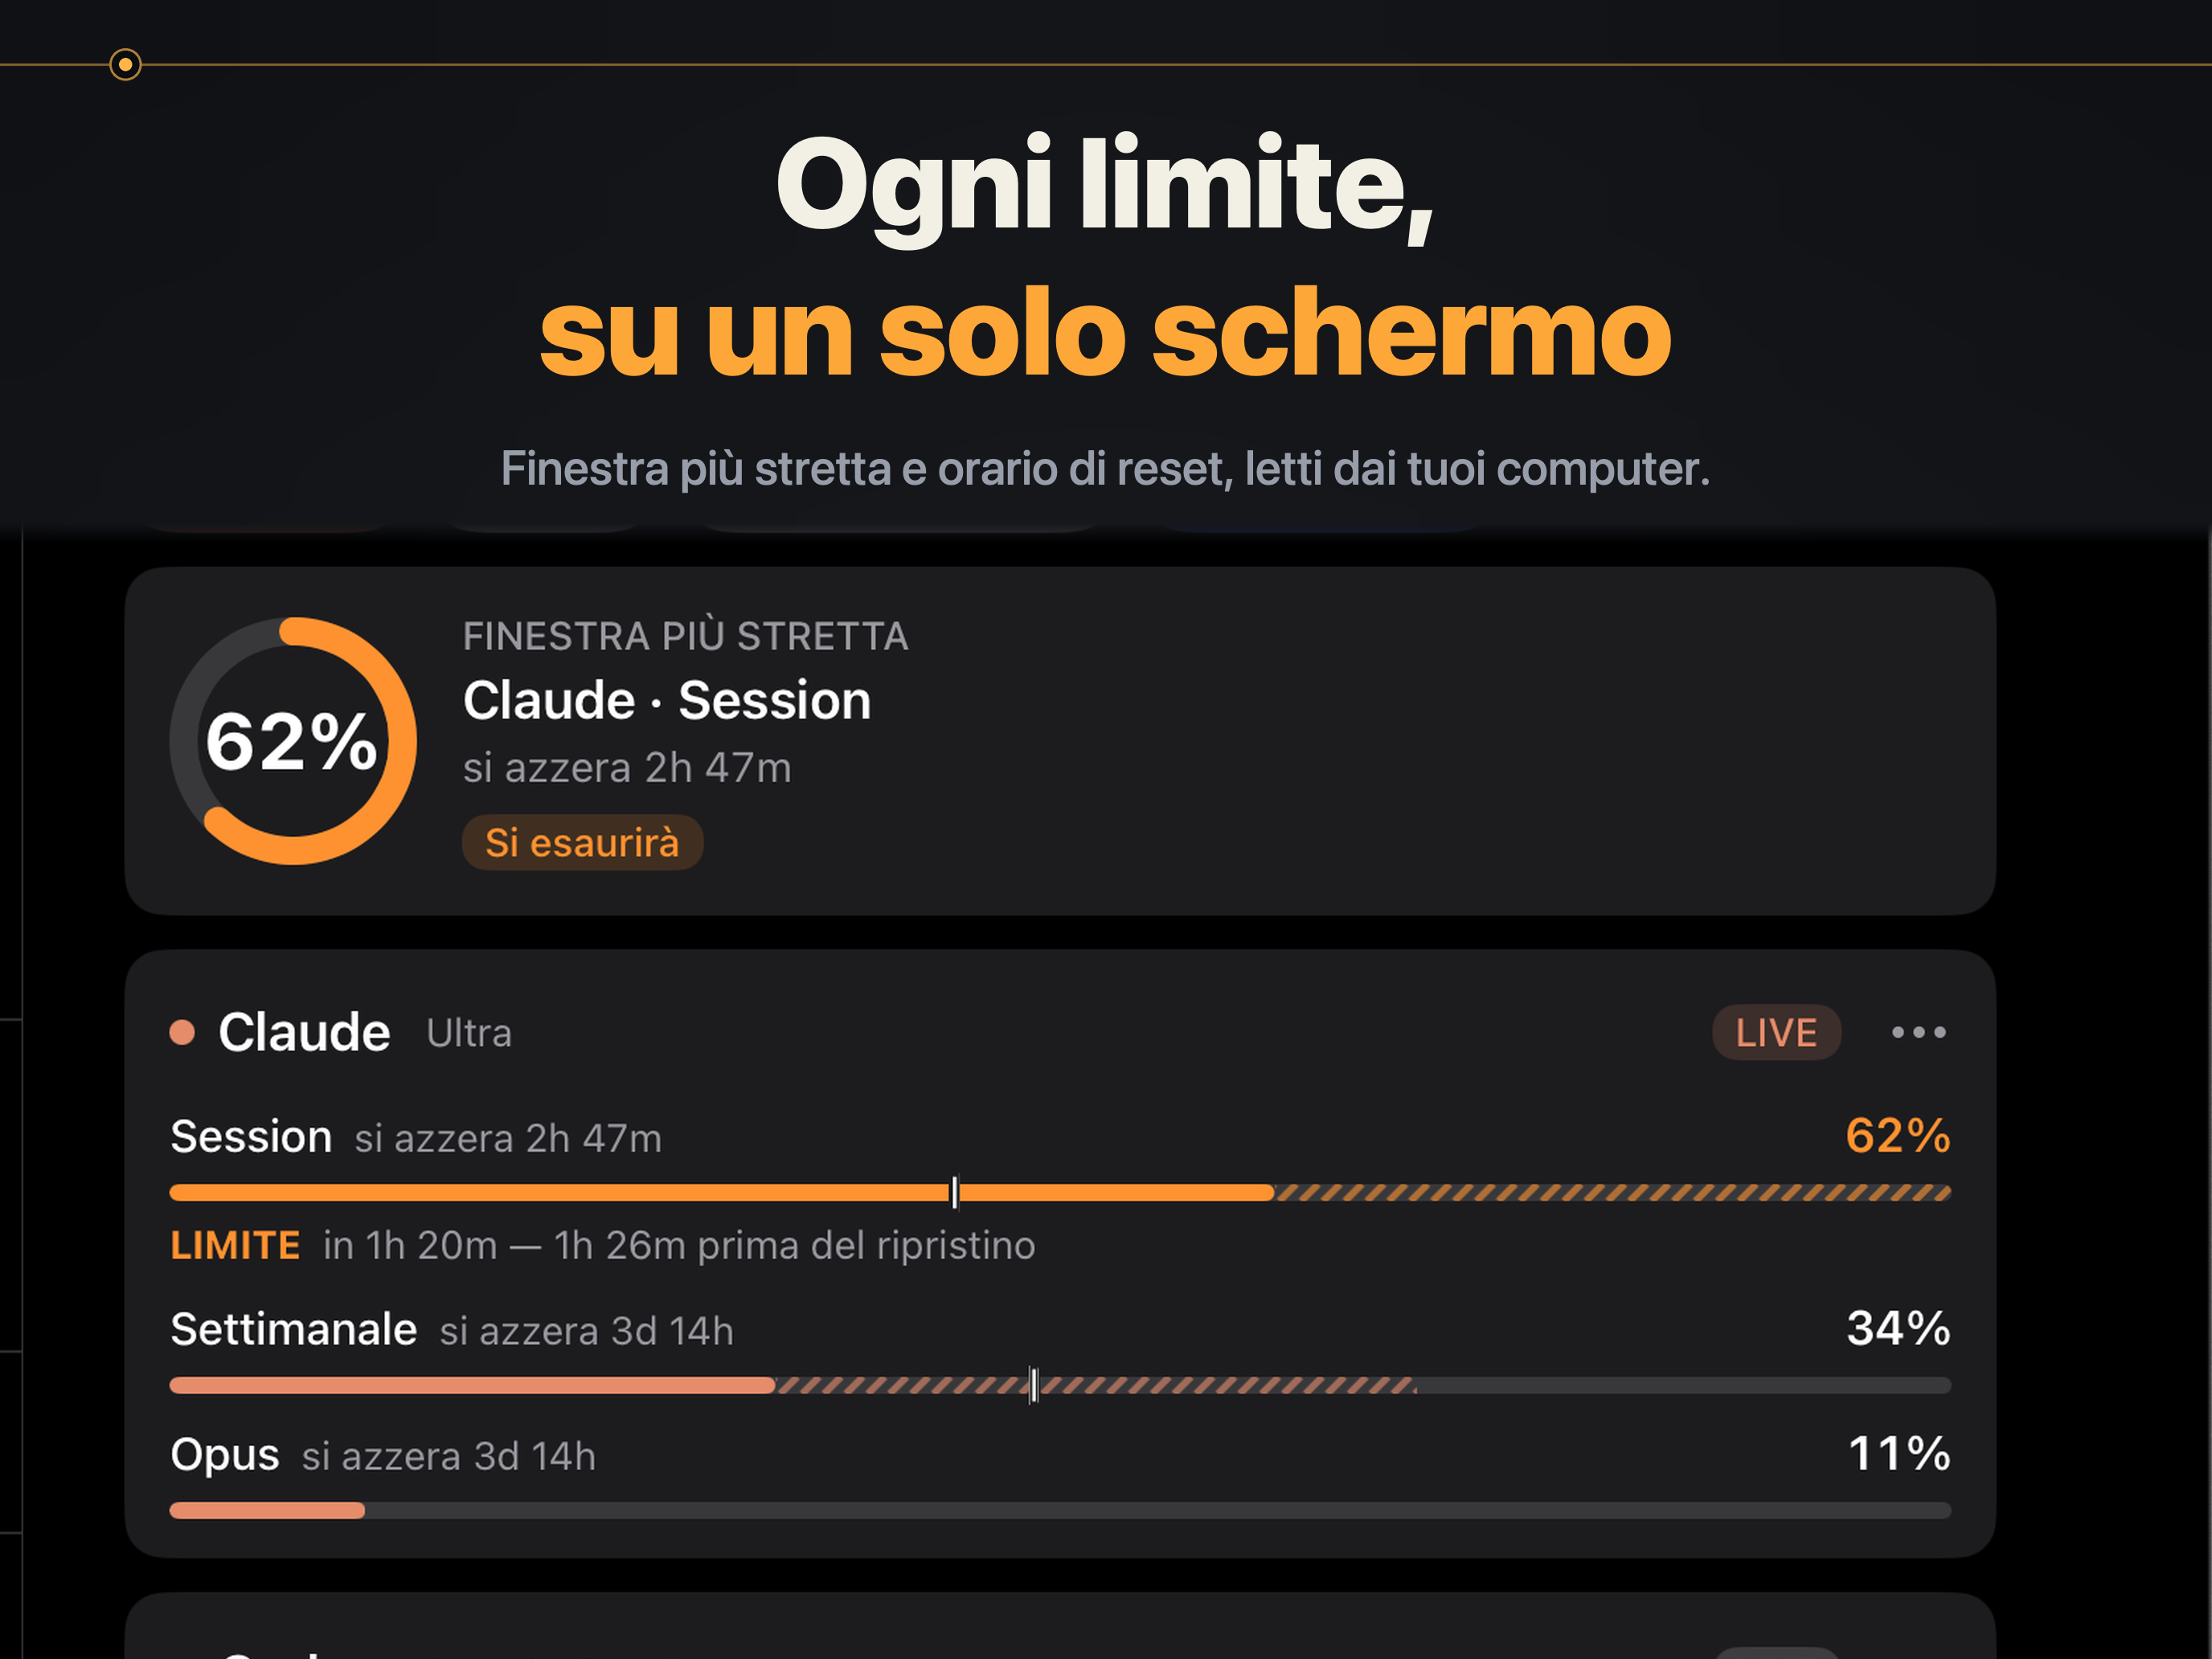 Ogni limite,
su un solo schermo
Finestra più stretta e orario di reset, letti dai tuoi computer.
62%
FINESTRA PIÙ STRETTA
Claude · Session
si azzera 2h 47m
Si esaurirà
Claude Ultra LIVE
Session si azzera 2h 47m 62%
LIMITE in 1h 20m — 1h 26m prima del ripristino
Settimanale si azzera 3d 14h 34%
Opus si azzera 3d 14h 11%